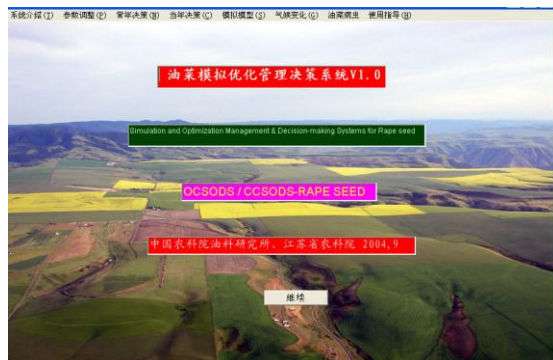 系统介绍(I) 参数调整(P) 常年决策(N) 当年决策(C) 模拟模型(S) 气候变化(G) 油菜病虫 使用指导(H)
油菜模拟优化管理决策系统V1.0
Simulation and Optimization Management & Decision-making Systems for Rape seed
OCSODS / CCSODS-RAPE SEED
中国农科院油料研究所、江苏省农科院 2004,9
继续